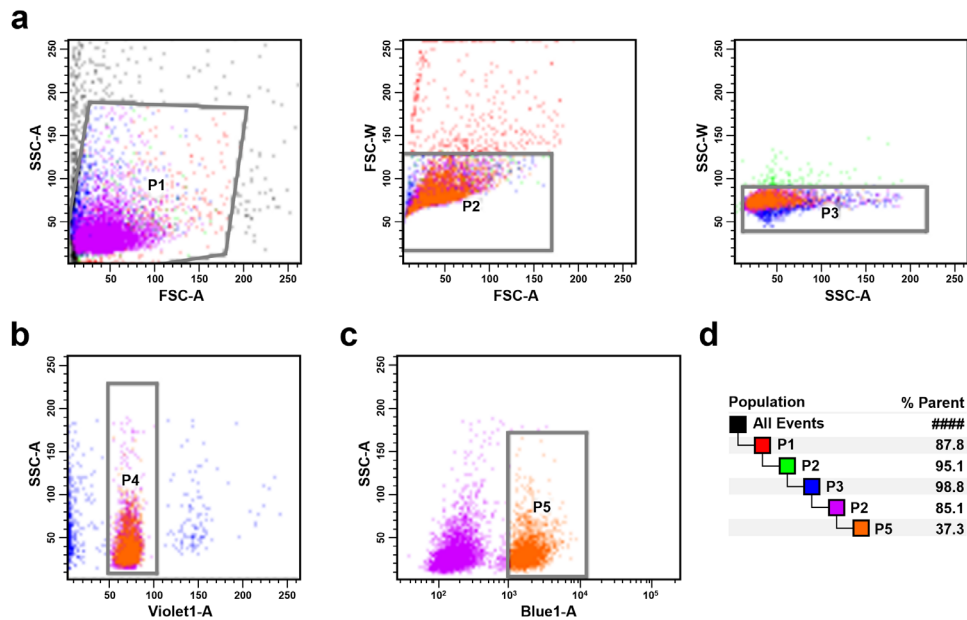 a
250
200
150
100
50
SSC-A
P1
50 100 150 200 250
FSC-A
250
200
150
100
50
FSC-W
P2
50 100 150 200 250
FSC-A
250
200
150
100
50
SSC-W
P3
50 100 150 200 250
SSC-A
b
250
200
150
100
50
SSC-A
P4
50 100 150 200 250
Violet1-A
c
250
200
150
100
50
SSC-A
P5
10² 10³ 10⁴ 10⁵
Blue1-A
d
Population % Parent
All Events ####
P1 87.8
P2 95.1
P3 98.8
P2 85.1
P5 37.3